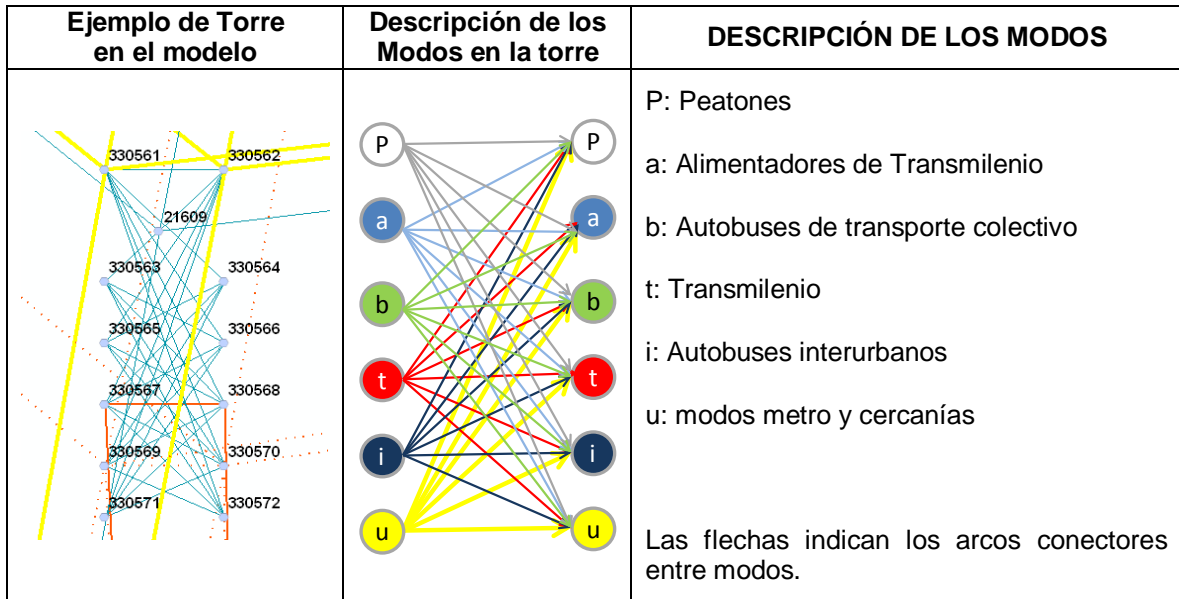 Ejemplo de Torre
en el modelo
Descripción de los
Modos en la torre
DESCRIPCIÓN DE LOS MODOS
330561
330562
21609
330563
330564
330565
330566
330567
330568
330569
330570
330571
330572
P
P
a
a
b
b
t
t
i
i
u
u
P: Peatones
a: Alimentadores de Transmilenio
b: Autobuses de transporte colectivo
t: Transmilenio
i: Autobuses interurbanos
u: modos metro y cercanías
Las flechas indican los arcos conectores
entre modos.